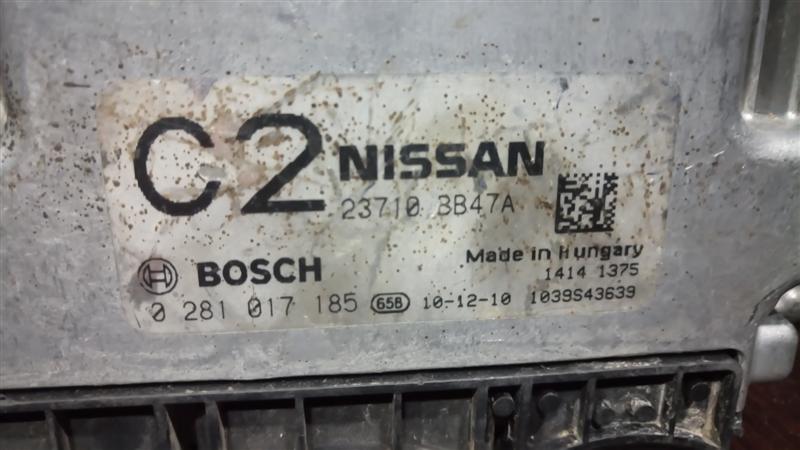 C2 NISSAN
23710 3B47A
Made in Hungary
BOSCH
1414 1375
0 281 017 185 658 10-12-10 1039S43639